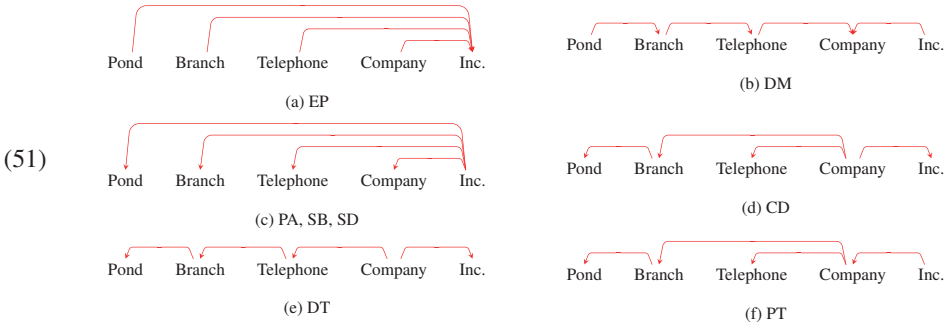 Pond Branch Telephone Company Inc.
(a) EP
Pond Branch Telephone Company Inc.
(b) DM
(51)
Pond Branch Telephone Company Inc.
(c) PA, SB, SD
Pond Branch Telephone Company Inc.
(d) CD
Pond Branch Telephone Company Inc.
(e) DT
Pond Branch Telephone Company Inc.
(f) PT